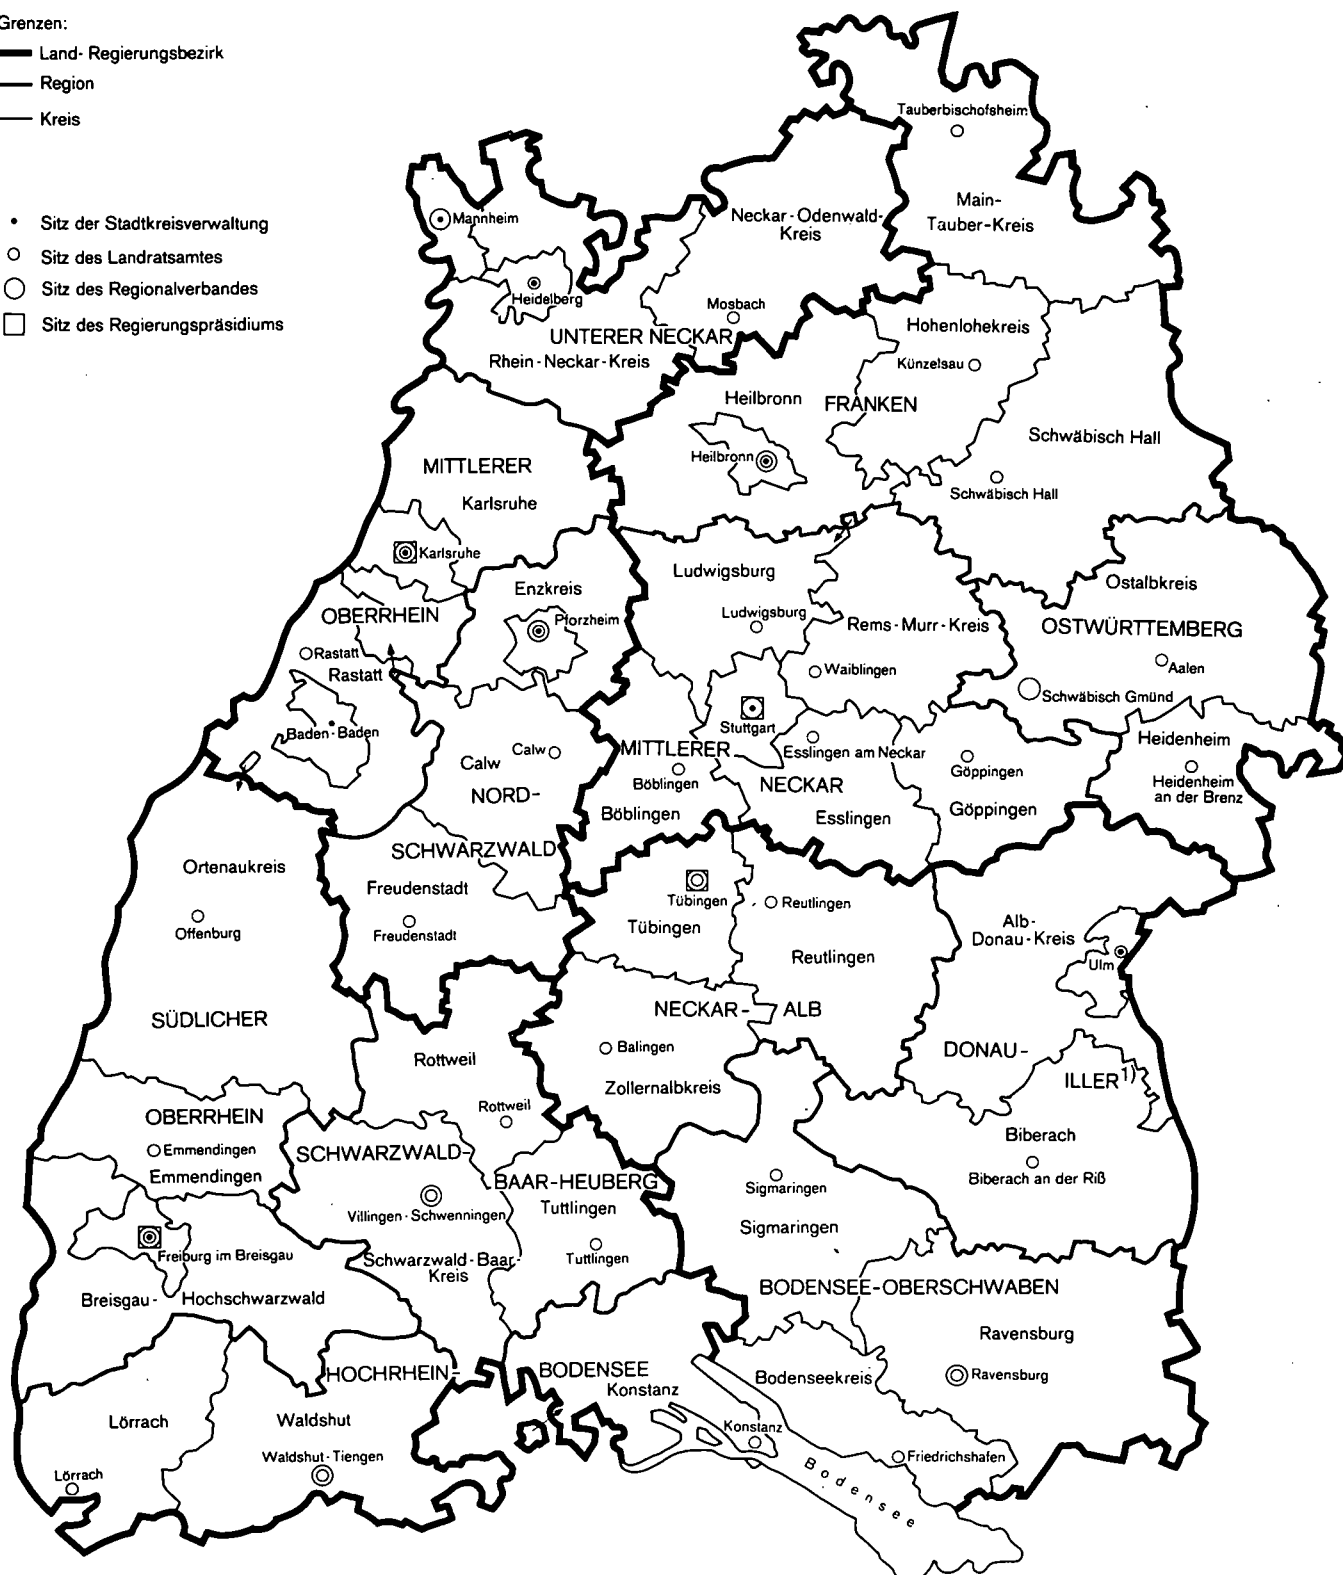 Grenzen:
Land- Regierungsbezirk
Region
Kreis
Sitz der Stadtkreisverwaltung
Sitz des Landratsamtes
Sitz des Regionalverbandes
Sitz des Regierungspräsidiums
Tauberbischofsheim
Main-
Tauber-Kreis
Mannheim
Neckar-Odenwald-
Kreis
Heidelberg
Mosbach
UNTERER NECKAR
Rhein-Neckar-Kreis
Hohenlohekreis
Künzelsau
Heilbronn
FRANKEN
Heilbronn
Schwäbisch Hall
Schwäbisch Hall
MITTLERER
Karlsruhe
Karlsruhe
Enzkreis
Pforzheim
OBERRHEIN
Rastatt
Rastatt
Baden-Baden
Ludwigsburg
Ludwigsburg
Rems-Murr-Kreis
Waiblingen
Ostalbkreis
OSTWÜRTTEMBERG
Aalen
Schwäbisch Gmünd
Stuttgart
MITTLERER
Esslingen am Neckar
Böblingen
NECKAR
Böblingen
Esslingen
Göppingen
Göppingen
Heidenheim
Heidenheim
an der Brenz
Calw
Calw
NORD-
SCHWARZWALD
Freudenstadt
Freudenstadt
Ortenaukreis
Offenburg
SÜDLICHER
Tübingen
Tübingen
Reutlingen
Reutlingen
Alb-
Donau-Kreis
Ulm
NECKAR- ALB
Balingen
Zollernalbkreis
DONAU-
ILLER1)
Rottweil
Rottweil
OBERRHEIN
Emmendingen
Emmendingen
SCHWARZWALD-
BAAR-HEUBERG
Villingen-Schwenningen
Tuttlingen
Tuttlingen
Schwarzwald-Baar-
Kreis
Biberach
Biberach an der Riß
Sigmaringen
Sigmaringen
Freiburg im Breisgau
Breisgau- Hochschwarzwald
BODENSEE-OBERSCHWABEN
Ravensburg
Ravensburg
HOCHRHEIN-
BODENSEE
Konstanz
Bodenseekreis
Lörrach
Waldshut
Waldshut-Tiengen
Lörrach
Konstanz
Friedrichshafen
Bodensee